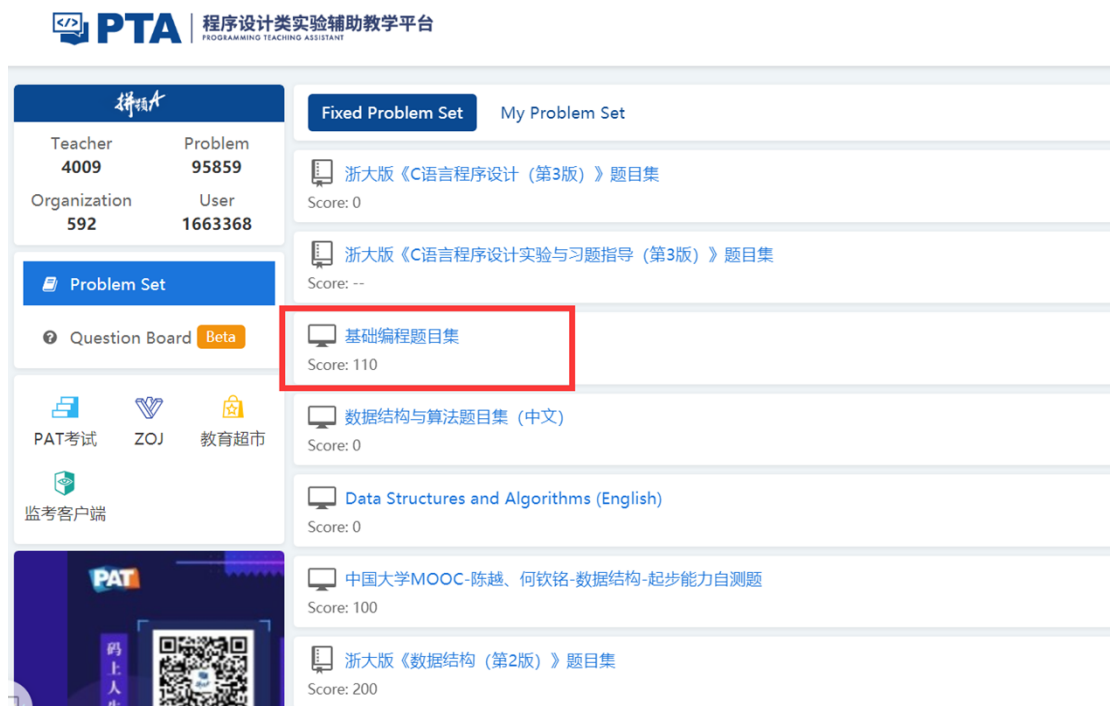 PTA 程序设计类实验辅助教学平台
PROGRAMMING TEACHING ASSISTANT
拼题A
Teacher Problem
4009 95859
Organization User
592 1663368
Problem Set
Question Board Beta
PAT考试 ZOJ 教育超市
监考客户端
PAT
码上人生
Fixed Problem Set My Problem Set
浙大版《C语言程序设计（第3版）》题目集
Score: 0
浙大版《C语言程序设计实验与习题指导（第3版）》题目集
Score: --
基础编程题目集
Score: 110
数据结构与算法题目集（中文）
Score: 0
Data Structures and Algorithms (English)
Score: 0
中国大学MOOC-陈越、何钦铭-数据结构-起步能力自测题
Score: 100
浙大版《数据结构（第2版）》题目集
Score: 200